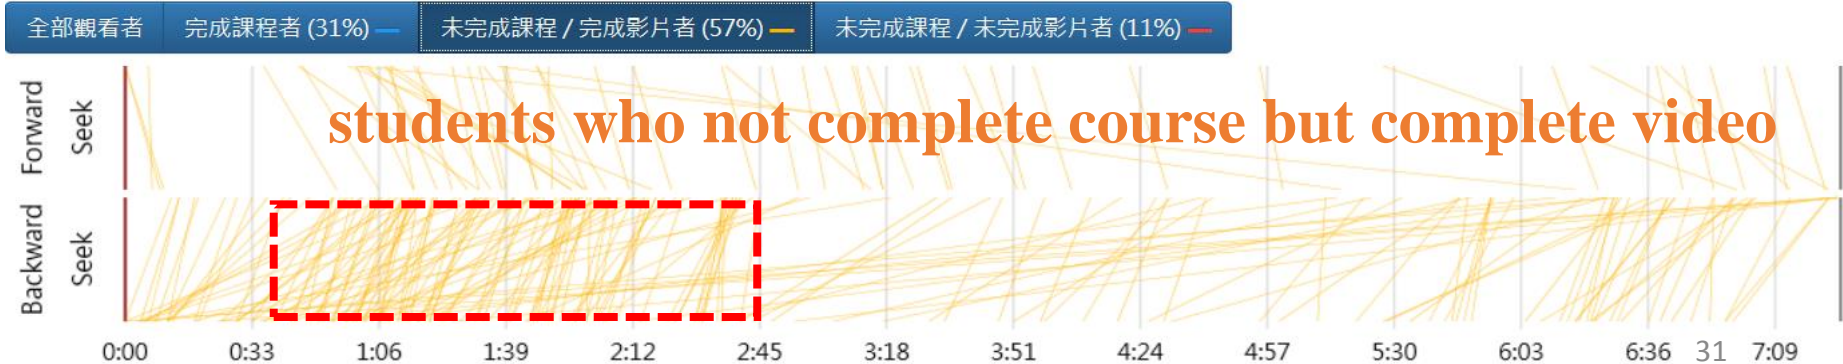 全部觀看者 完成課程者 (31%) 未完成課程 / 完成影片者 (57%) 未完成課程 / 未完成影片者 (11%)
Forward
Seek
students who not complete course but complete video
Backward
Seek
0:00 0:33 1:06 1:39 2:12 2:45 3:18 3:51 4:24 4:57 5:30 6:03 6:36 31 7:09